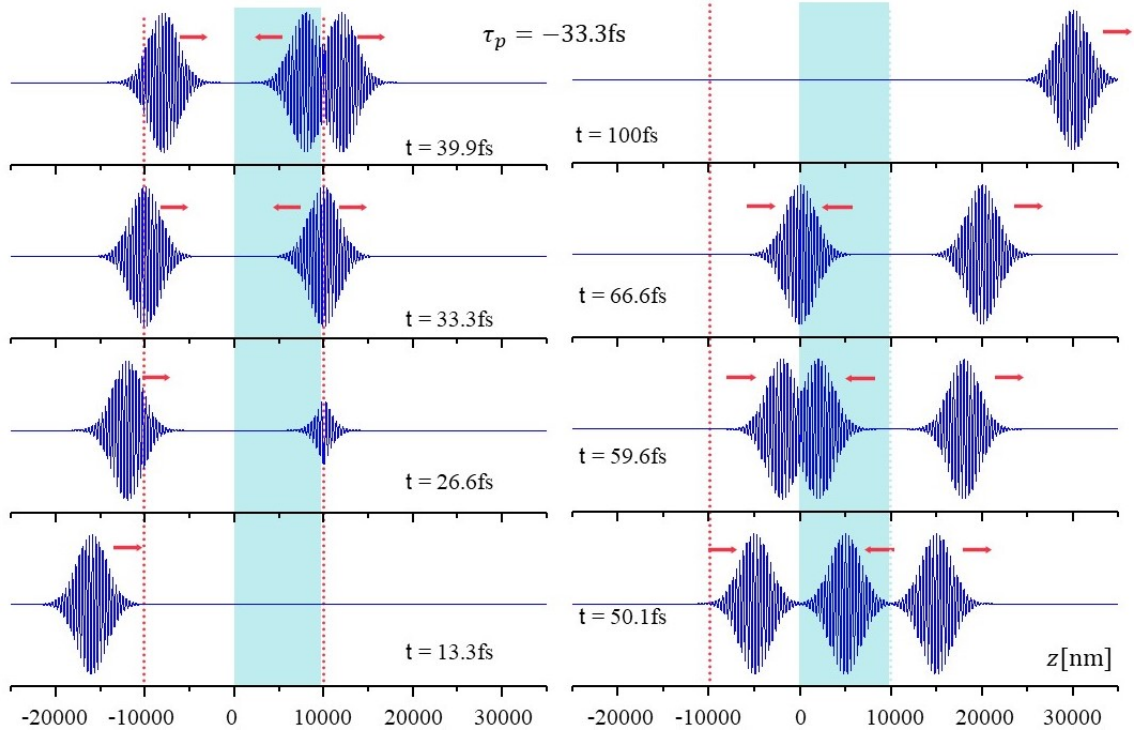 τ_p = −33.3fs
t = 39.9fs
t = 33.3fs
t = 26.6fs
t = 13.3fs
-20000 -10000 0 10000 20000 30000
t = 100fs
t = 66.6fs
t = 59.6fs
t = 50.1fs
z[nm]
-20000 -10000 0 10000 20000 30000